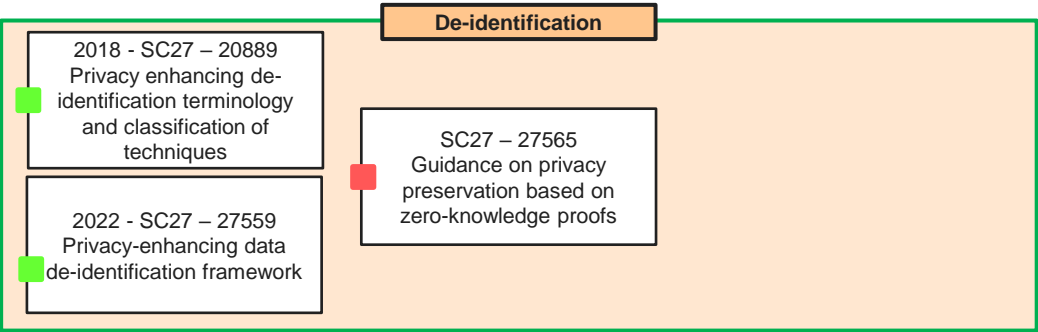 De-identification
2018 - SC27 – 20889
Privacy enhancing de-
identification terminology
and classification of
techniques
2022 - SC27 – 27559
Privacy-enhancing data
de-identification framework
SC27 – 27565
Guidance on privacy
preservation based on
zero-knowledge proofs